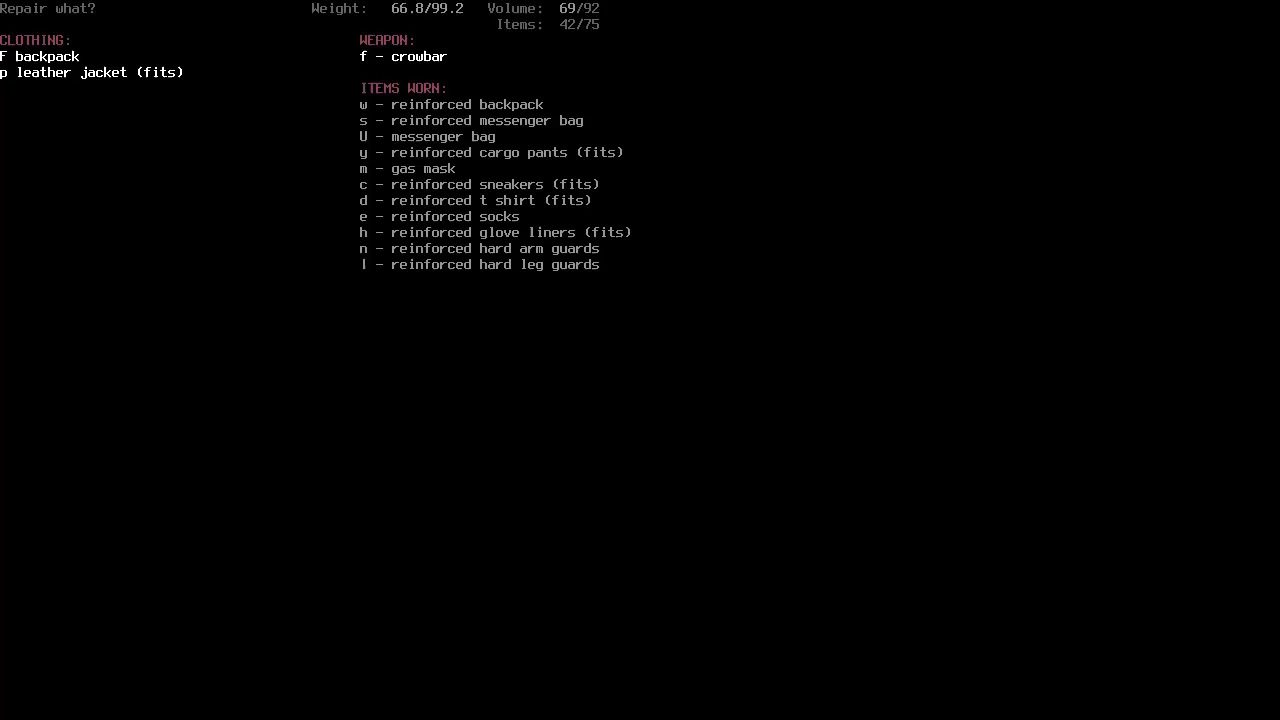 Repair what? Weight: 66.8/99.2 Volume: 69/92
Items: 42/75
CLOTHING: WEAPON:
F backpack f - crowbar
p leather jacket (fits)
ITEMS WORN:
w - reinforced backpack
s - reinforced messenger bag
U - messenger bag
y - reinforced cargo pants (fits)
m - gas mask
c - reinforced sneakers (fits)
d - reinforced t shirt (fits)
e - reinforced socks
h - reinforced glove liners (fits)
n - reinforced hard arm guards
l - reinforced hard leg guards